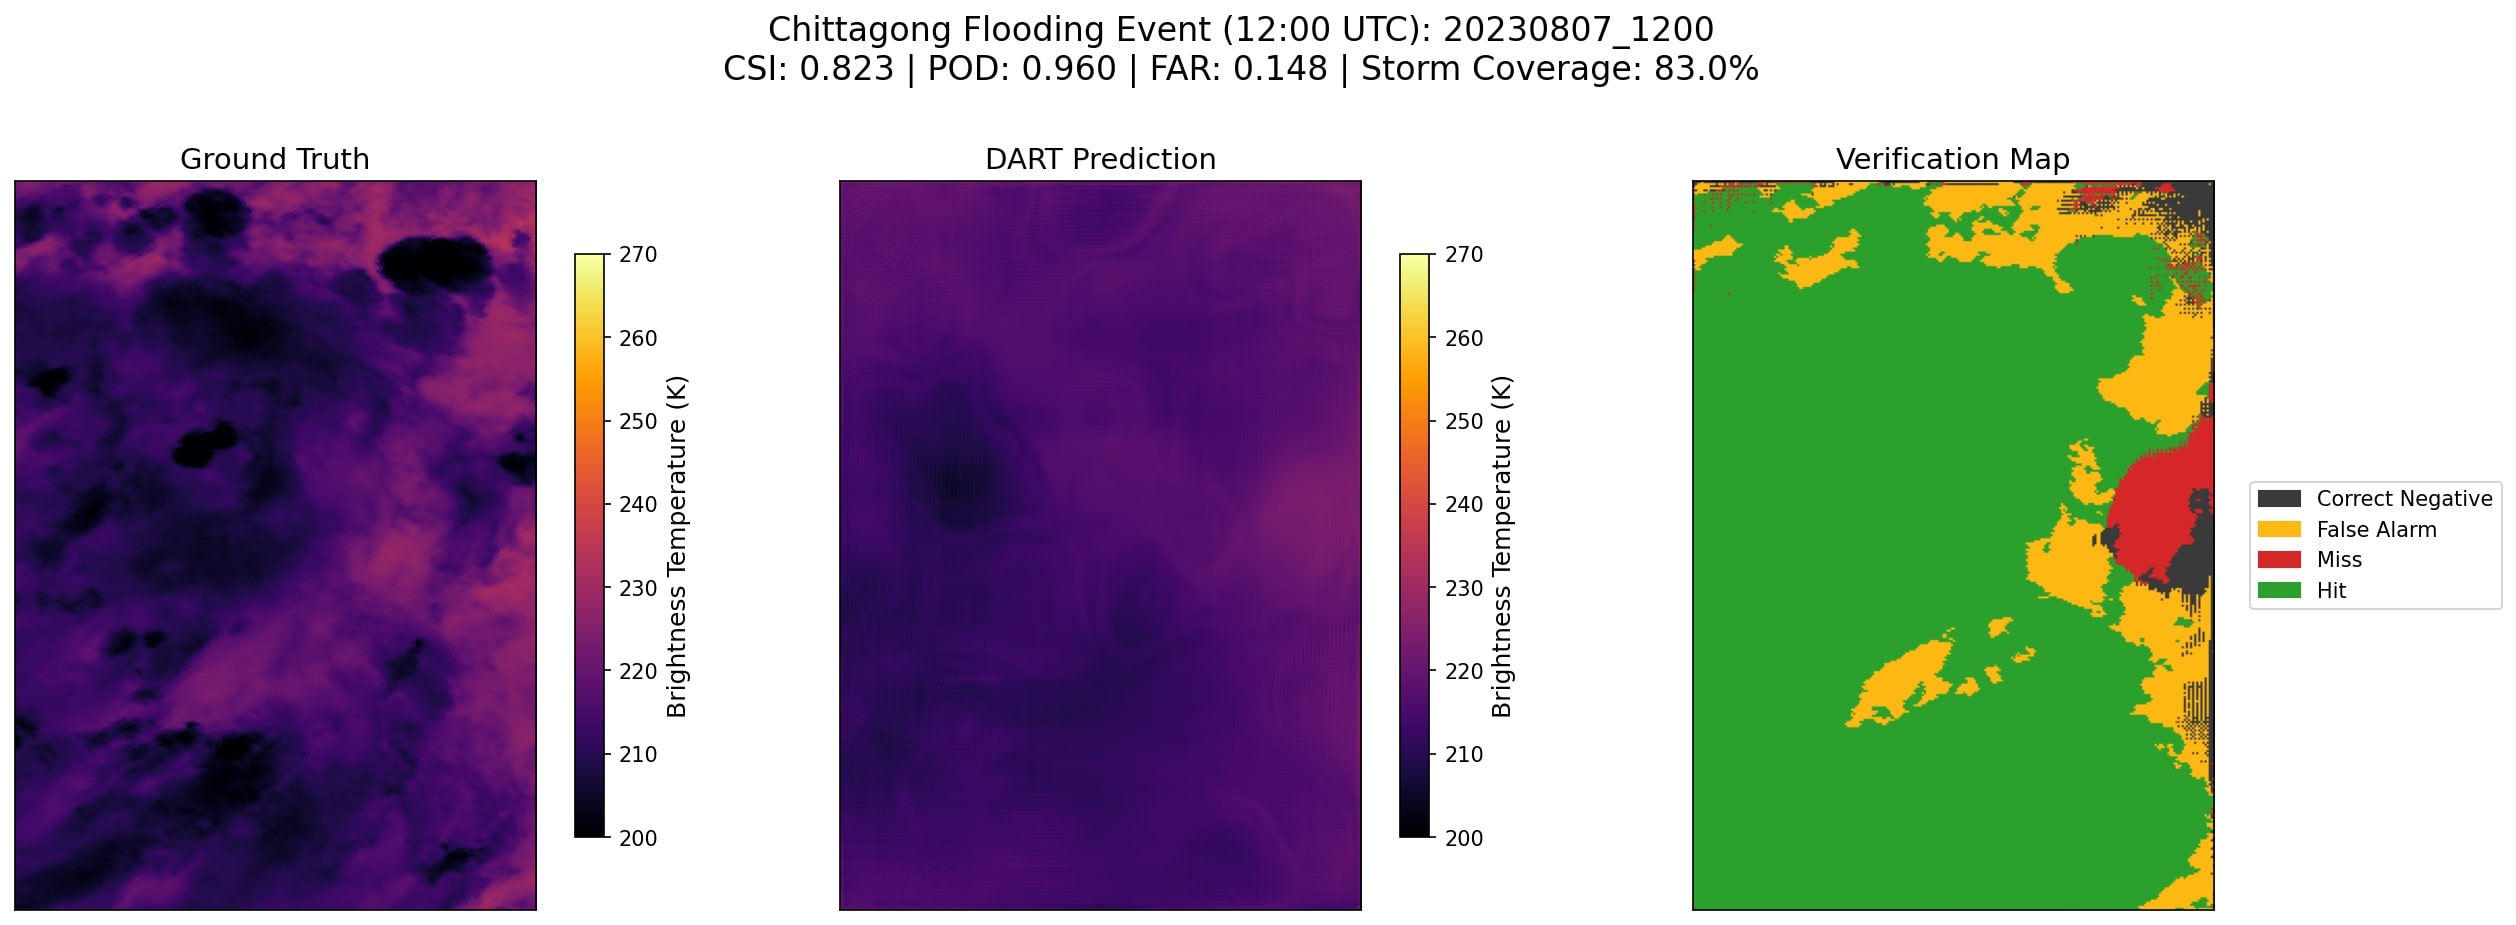 Chittagong Flooding Event (12:00 UTC): 20230807_1200
CSI: 0.823 | POD: 0.960 | FAR: 0.148 | Storm Coverage: 83.0%
Ground Truth
270
260
250
240
230
220
210
200
Brightness Temperature (K)
DART Prediction
270
260
250
240
230
220
210
200
Brightness Temperature (K)
Verification Map
Correct Negative
False Alarm
Miss
Hit